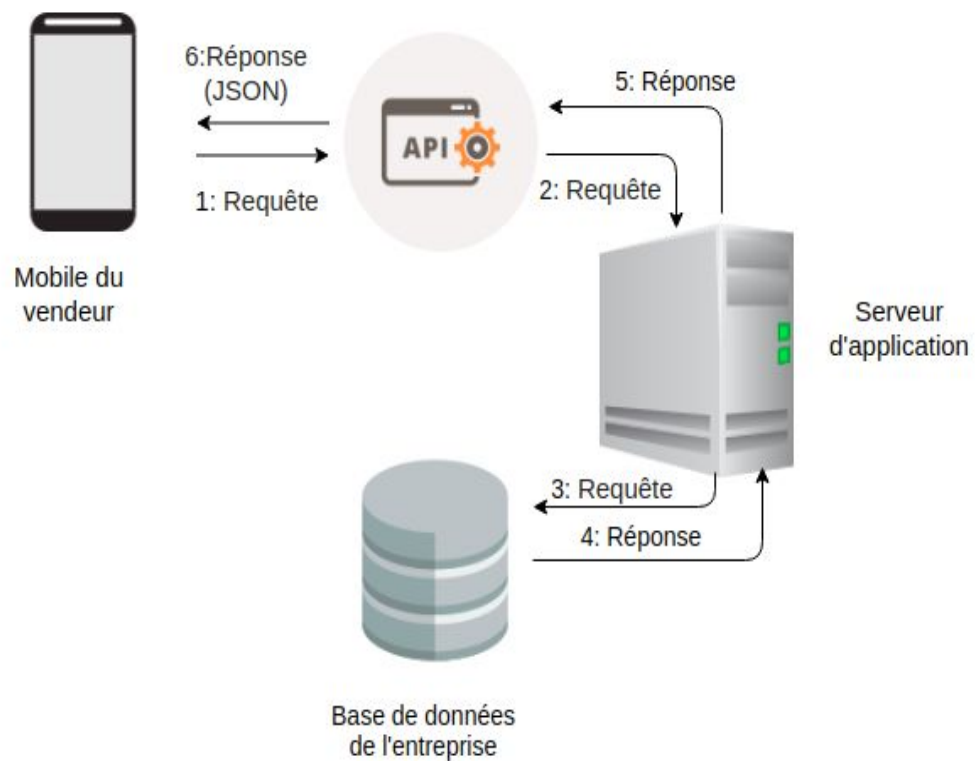 6:Réponse
(JSON)
5: Réponse
API
1: Requête
2: Requête
Mobile du
vendeur
Serveur
d'application
3: Requête
4: Réponse
Base de données
de l'entreprise